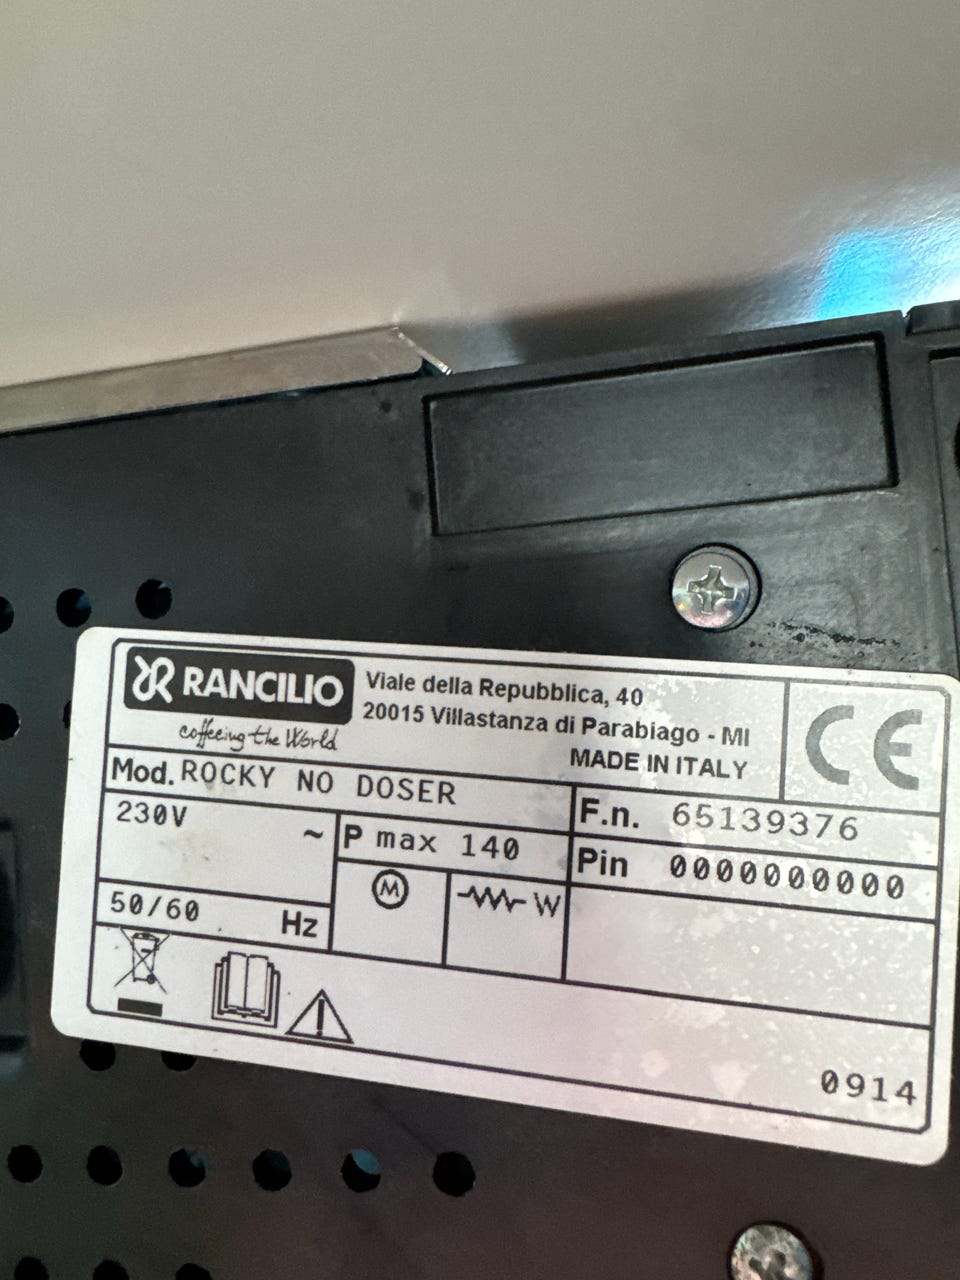 RANCILIO
coffeeing the World
Viale della Repubblica, 40
20015 Villastanza di Parabiago - MI
MADE IN ITALY
CE
Mod. ROCKY NO DOSER
F.n. 65139376
230V ~
P max 140
Pin 0000000000
M
W
50/60 Hz
0914